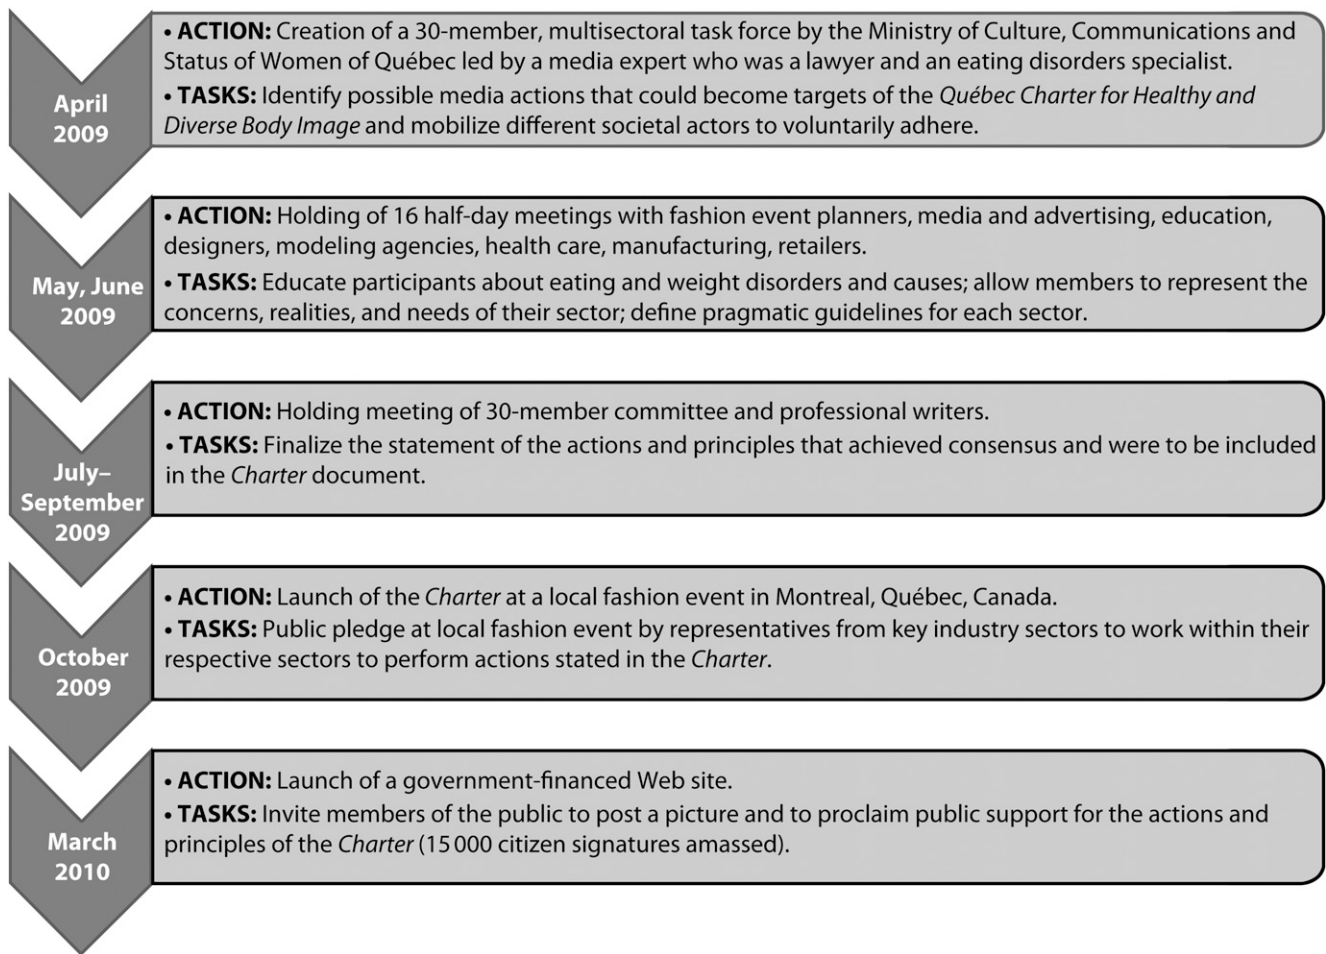 April
2009
• ACTION: Creation of a 30-member, multisectoral task force by the Ministry of Culture, Communications and
Status of Women of Québec led by a media expert who was a lawyer and an eating disorders specialist.
• TASKS: Identify possible media actions that could become targets of the Québec Charter for Healthy and
Diverse Body Image and mobilize different societal actors to voluntarily adhere.
May, June
2009
• ACTION: Holding of 16 half-day meetings with fashion event planners, media and advertising, education,
designers, modeling agencies, health care, manufacturing, retailers.
• TASKS: Educate participants about eating and weight disorders and causes; allow members to represent the
concerns, realities, and needs of their sector; define pragmatic guidelines for each sector.
July–
September
2009
• ACTION: Holding meeting of 30-member committee and professional writers.
• TASKS: Finalize the statement of the actions and principles that achieved consensus and were to be included
in the Charter document.
October
2009
• ACTION: Launch of the Charter at a local fashion event in Montreal, Québec, Canada.
• TASKS: Public pledge at local fashion event by representatives from key industry sectors to work within their
respective sectors to perform actions stated in the Charter.
March
2010
• ACTION: Launch of a government-financed Web site.
• TASKS: Invite members of the public to post a picture and to proclaim public support for the actions and
principles of the Charter (15 000 citizen signatures amassed).